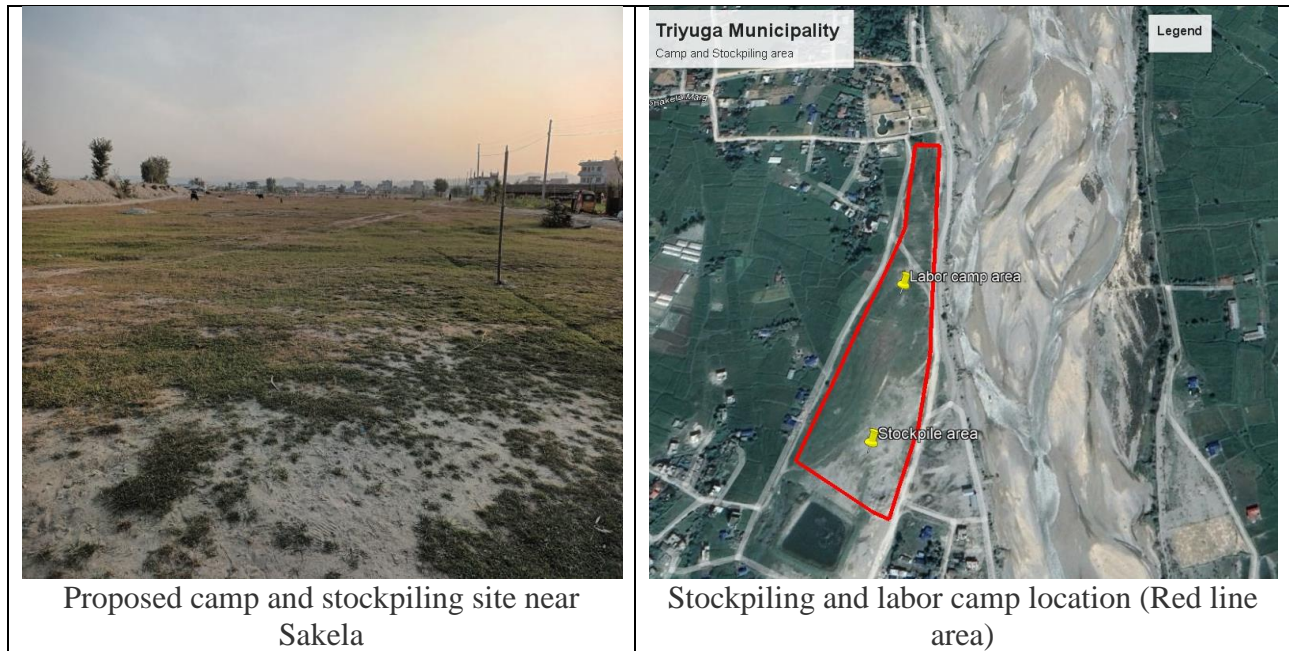 Triyuga Municipality
Camp and Stockpiling area
Legend
Labor camp area
Stockpile area
Proposed camp and stockpiling site near
Sakela
Stockpiling and labor camp location (Red line
area)